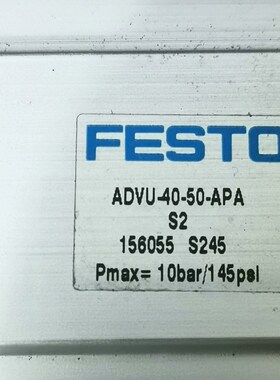 FESTO
ADVU-40-50-APA
S2
156055 S245
Pmax= 10bar/145psi